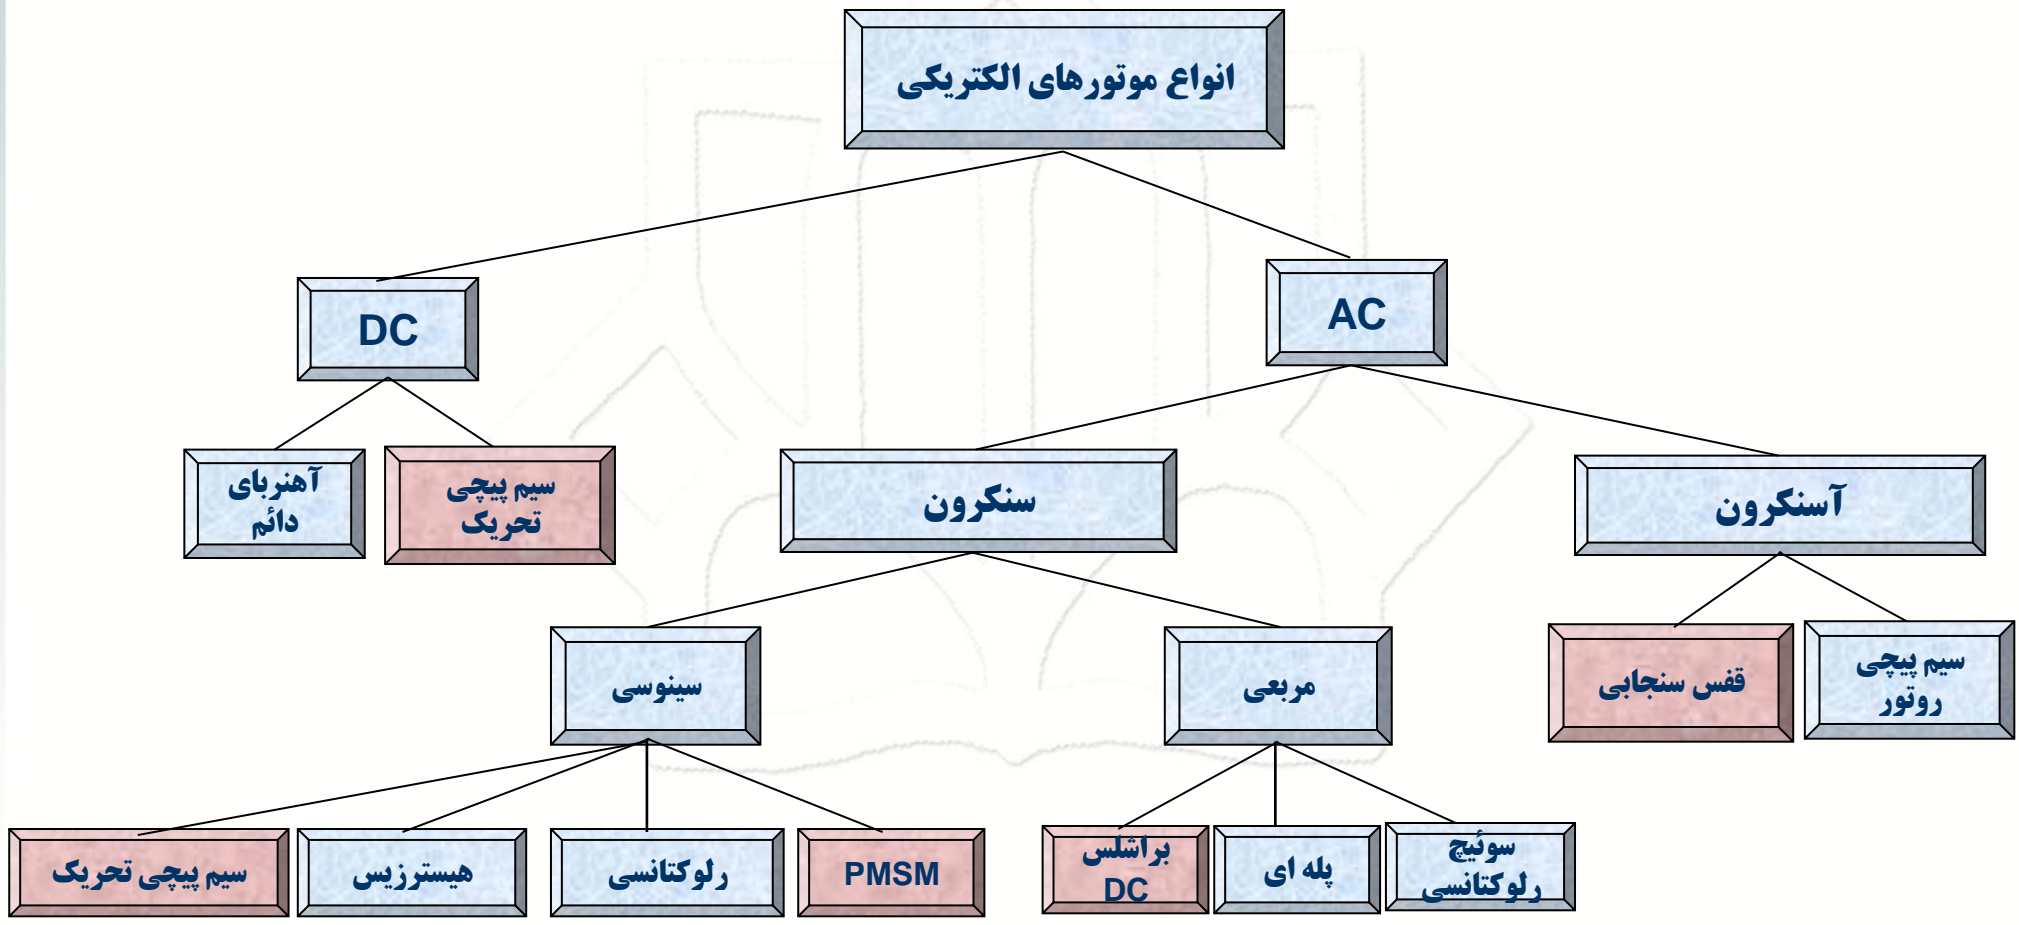 انواع موتورهای الکتریکی
AC
DC
آسنکرون
سنکرون
سیم پیچی
تحریک
آهنربای
دائم
سیم پیچی
روتور
قفس سنجابی
مربعی
سینوسی
سوئیچ
رلوکتانسی
پله ای
براشلس
DC
PMSM
رلوکتانسی
هیسترزیس
سیم پیچی تحریک